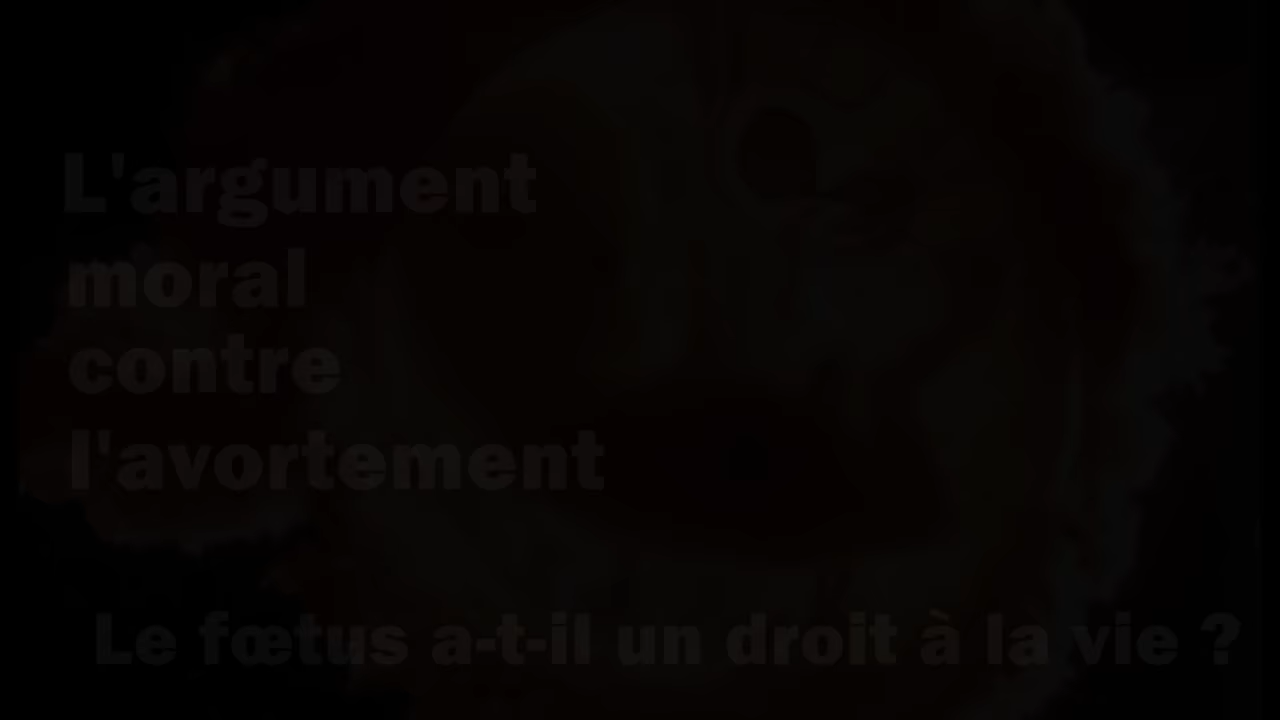 L'argument
moral
contre
l'avortement
Le fœtus a-t-il un droit à la vie ?